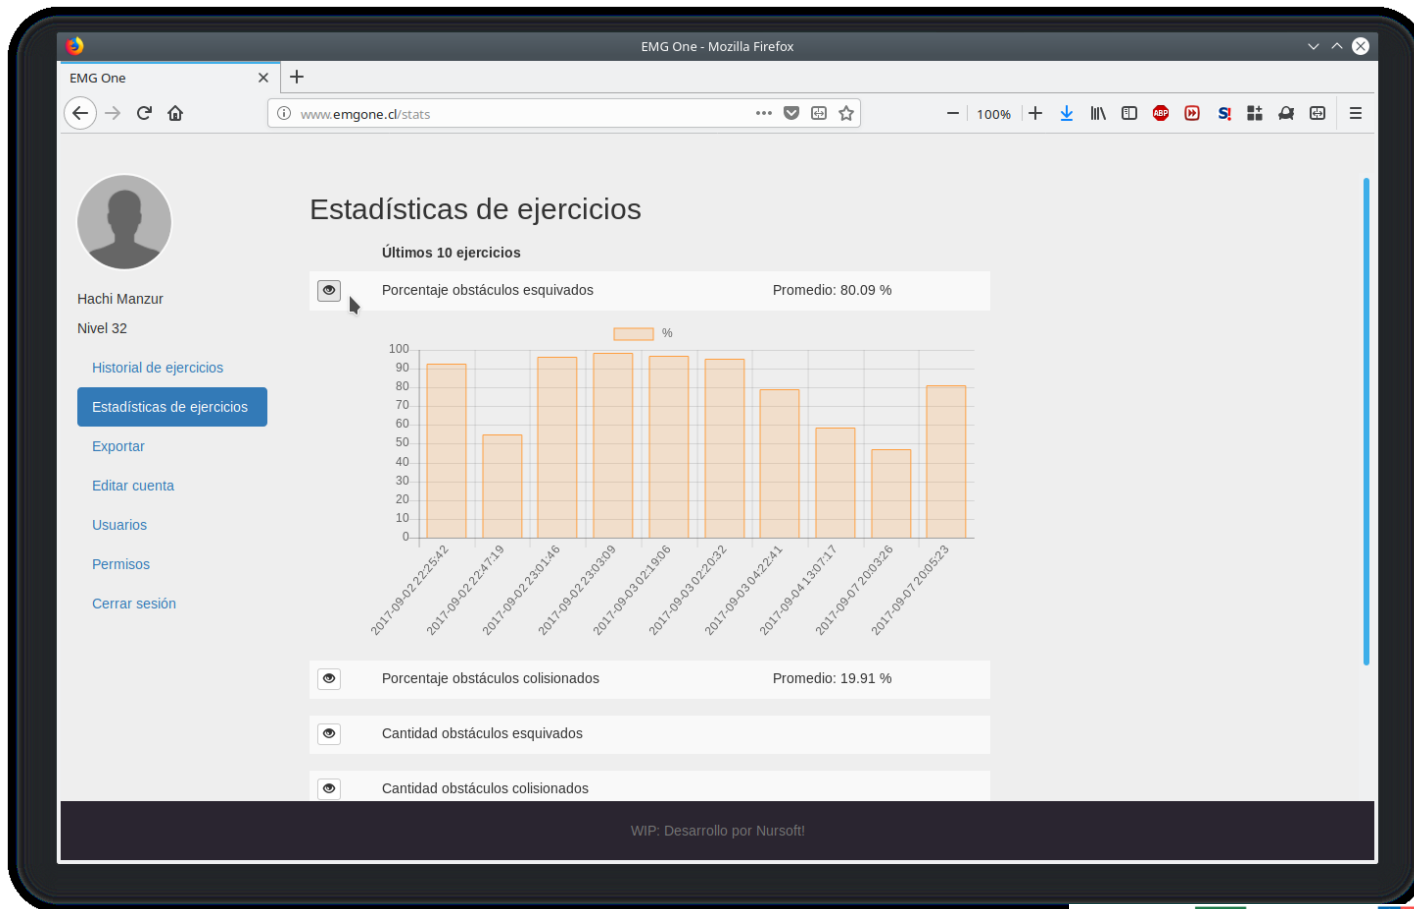 EMG One - Mozilla Firefox
EMG One
www.emgone.cl/stats
100%
ABP
S!
Estadísticas de ejercicios
Últimos 10 ejercicios
Porcentaje obstáculos esquivados Promedio: 80.09 %
Hachi Manzur
Nivel 32
Historial de ejercicios
Estadísticas de ejercicios
Exportar
Editar cuenta
Usuarios
Permisos
Cerrar sesión
%
100
90
80
70
60
50
40
30
20
10
0
2017-09-02 22:25:42
2017-09-02 22:47:19
2017-09-02 23:01:46
2017-09-02 23:03:09
2017-09-03 02:19:06
2017-09-03 02:20:32
2017-09-03 04:22:41
2017-09-04 13:07:17
2017-09-07 20:03:26
2017-09-07 20:05:23
Porcentaje obstáculos colisionados Promedio: 19.91 %
Cantidad obstáculos esquivados
Cantidad obstáculos colisionados
WIP: Desarrollo por Nursoft!